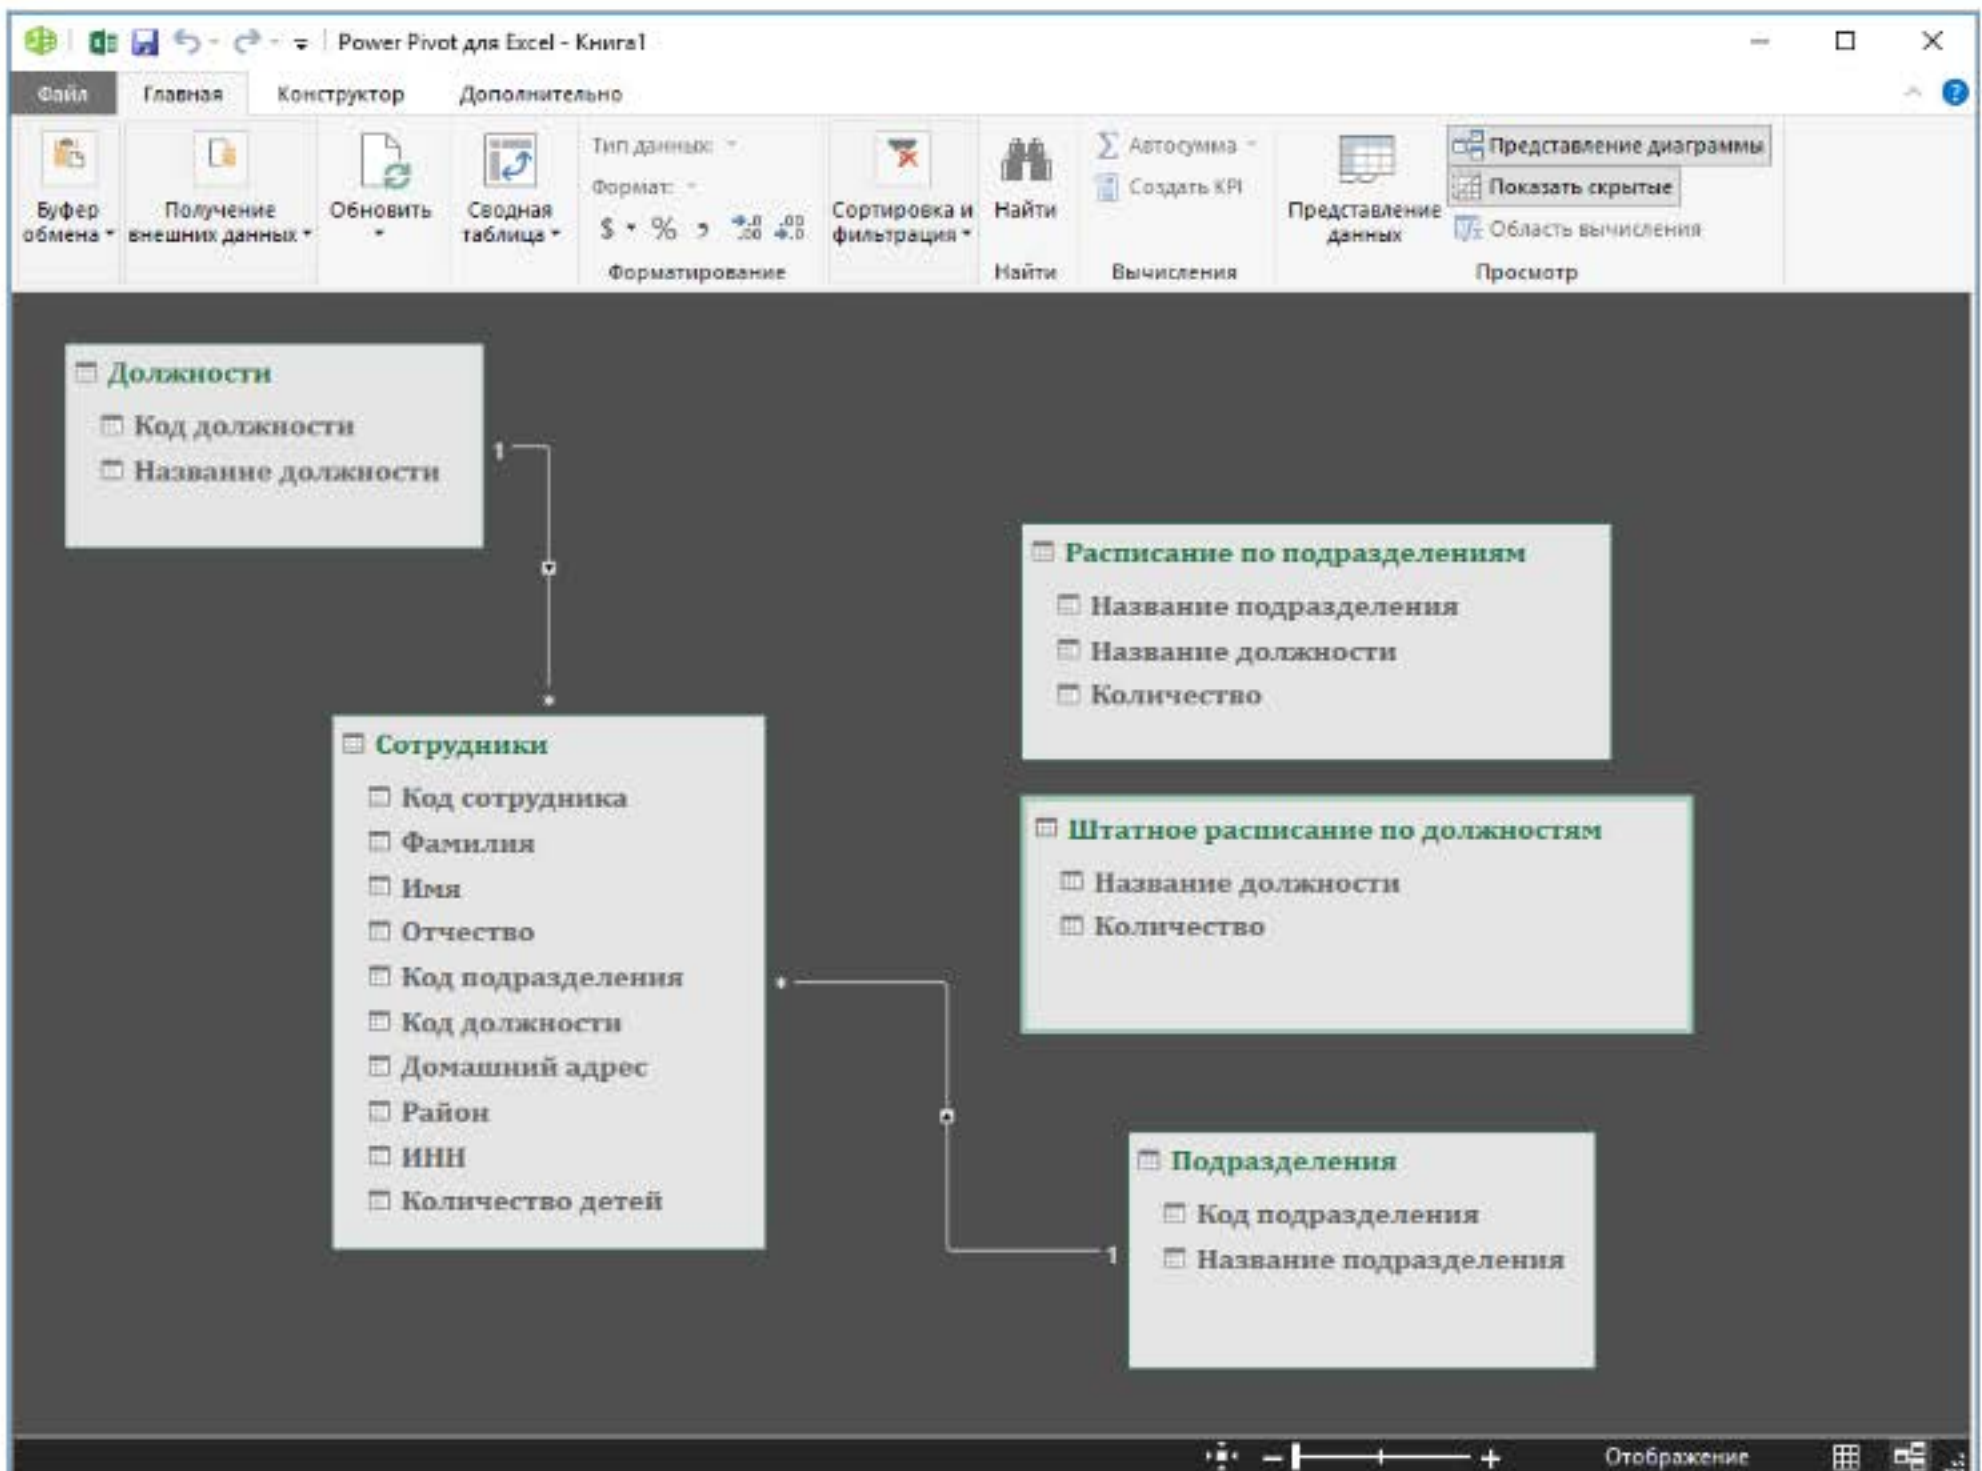 Power Pivot для Excel - Книга1
Файл Главная Конструктор Дополнительно
Буфер обмена
Получение внешних данных
Обновить
Сводная таблица
Тип данных:
Формат:
$ % ,
Форматирование
Сортировка и фильтрация
Найти
Найти
Автосумма
Создать KPI
Вычисления
Представление данных
Представление диаграммы
Показать скрытые
Область вычисления
Просмотр
Должности
Код должности
Название должности
1
*
Расписание по подразделениям
Название подразделения
Название должности
Количество
Сотрудники
Код сотрудника
Фамилия
Имя
Отчество
Код подразделения
Код должности
Домашний адрес
Район
ИНН
Количество детей
Штатное расписание по должностям
Название должности
Количество
*
1
Подразделения
Код подразделения
Название подразделения
Отображение